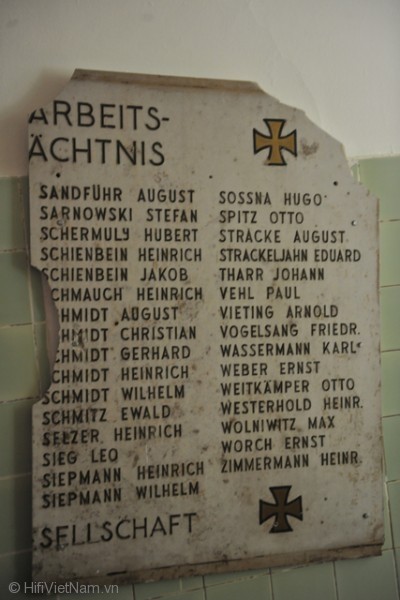 ARBEITS-
ÄCHTNIS
SANDFÜHR AUGUST
SARNOWSKI STEFAN
SCHERMULY HUBERT
SCHIENBEIN HEINRICH
SCHIENBEIN JAKOB
CHMAUCH HEINRICH
CHMIDT AUGUST
CHMIDT CHRISTIAN
CHMIDT GERHARD
SCHMIDT HEINRICH
SCHMIDT WILHELM
SCHMITZ EWALD
SELZER HEINRICH
SIEG LEO
SIEPMANN HEINRICH
SIEPMANN WILHELM
SOSSNA HUGO
SPITZ OTTO
STRACKE AUGUST
STRACKELJAHN EDUARD
THARR JOHANN
VEHL PAUL
VIETING ARNOLD
VOGELSANG FRIEDR.
WASSERMANN KARL
WEBER ERNST
WEITKÄMPER OTTO
WESTERHOLD HEINR.
WOLNIWITZ MAX
WORCH ERNST
ZIMMERMANN HEINR.
SELLSCHAFT
© HifiVietNam.vn